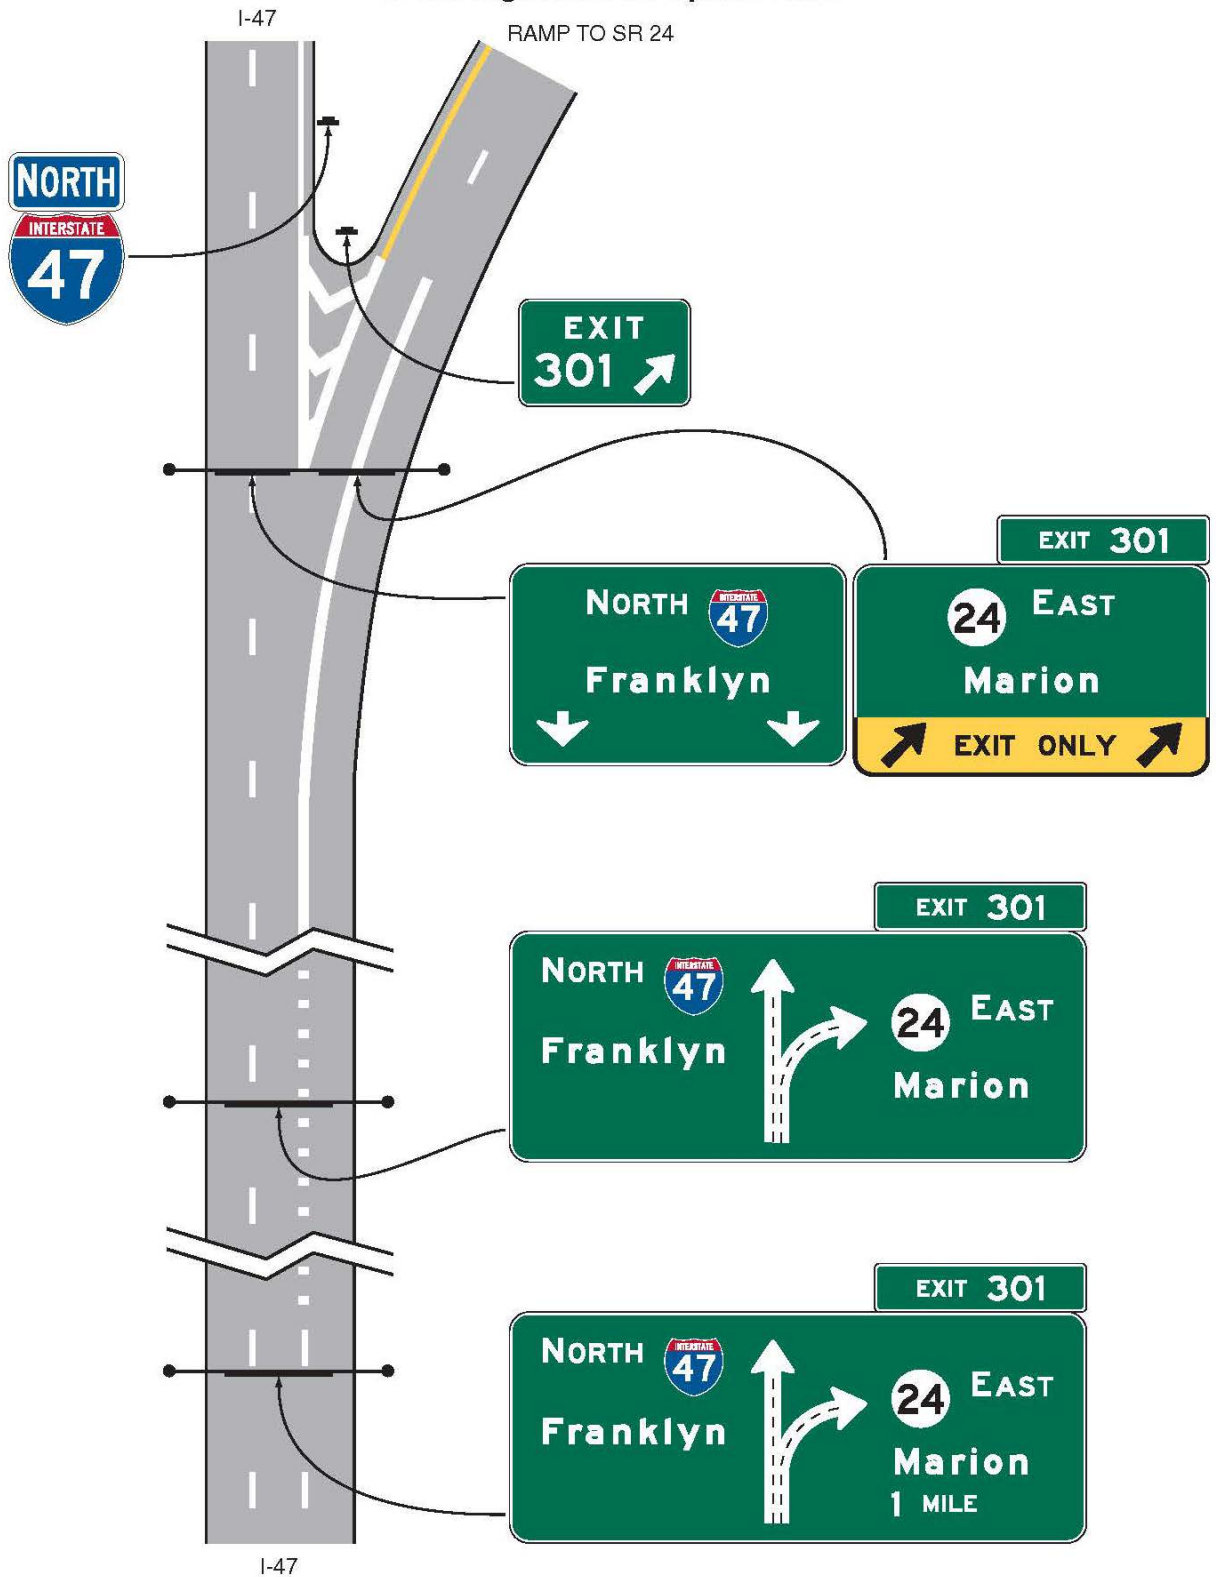 I-47
RAMP TO SR 24
NORTH
INTERSTATE
47
EXIT
301
EXIT 301
NORTH INTERSTATE 47
Franklyn
24 EAST
Marion
EXIT ONLY
EXIT 301
NORTH INTERSTATE 47
Franklyn
24 EAST
Marion
EXIT 301
NORTH INTERSTATE 47
Franklyn
24 EAST
Marion
1 MILE
I-47